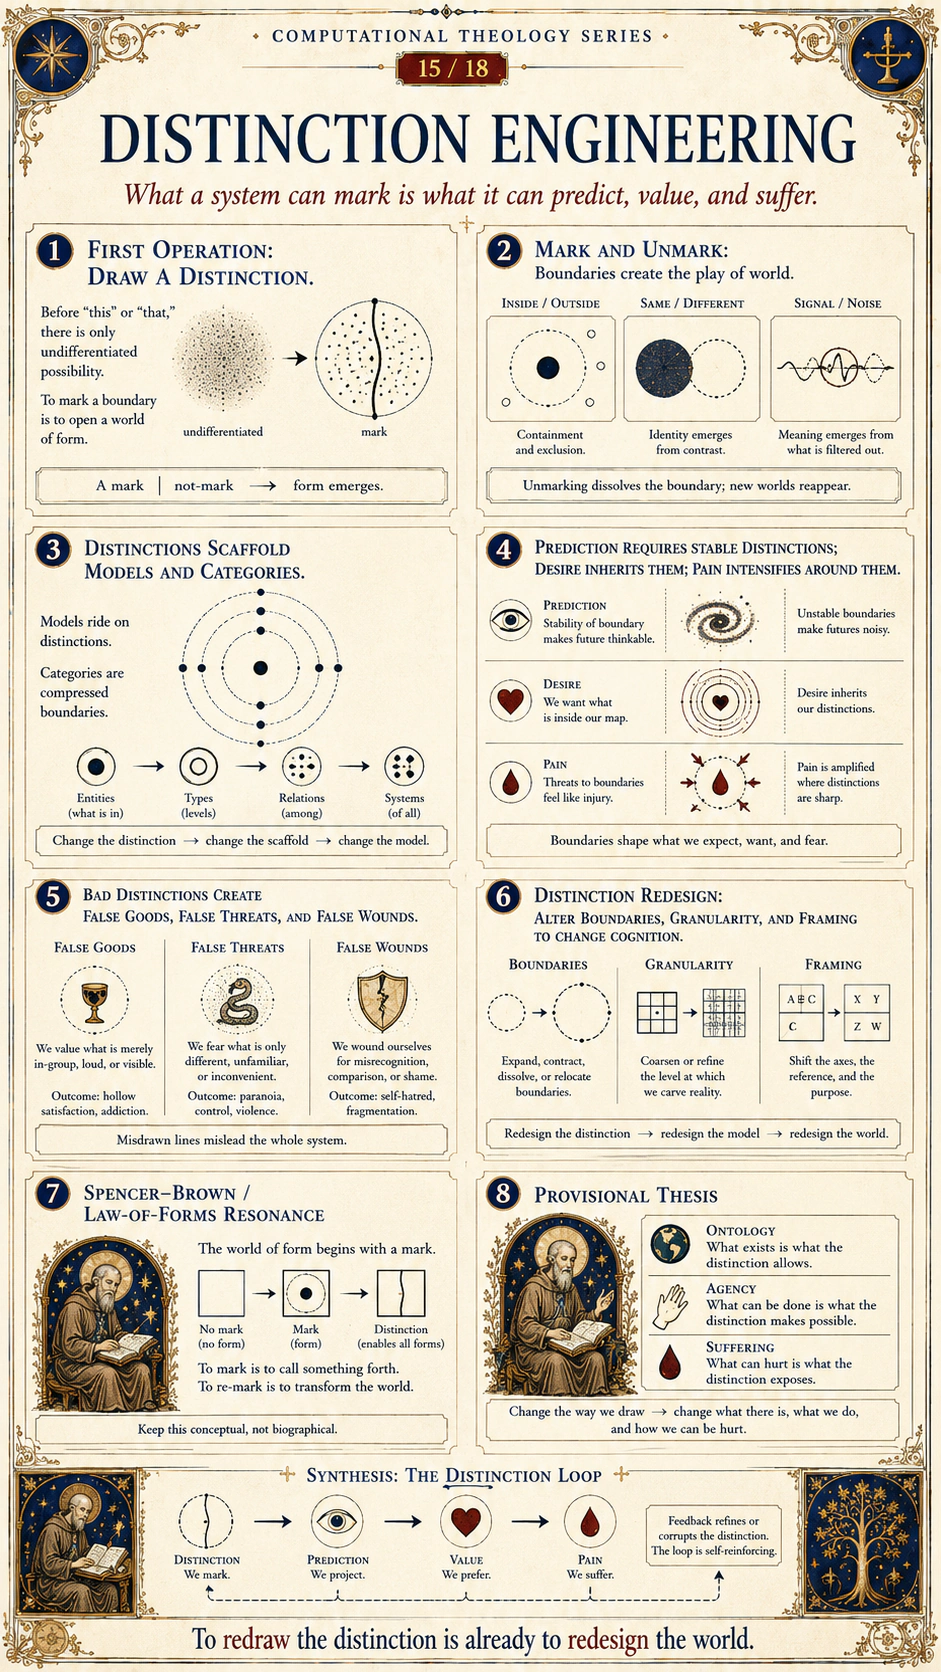 COMPUTATIONAL THEOLOGY SERIES
15 / 18
DISTINCTION ENGINEERING
What a system can mark is what it can predict, value, and suffer.
1
FIRST OPERATION:
DRAW A DISTINCTION.
Before “this” or “that,”
there is only
undifferentiated
possibility.
To mark a boundary
is to open a world
of form.
undifferentiated
mark
A mark | not-mark → form emerges.
2
MARK AND UNMARK:
Boundaries create the play of world.
INSIDE / OUTSIDE
SAME / DIFFERENT
SIGNAL / NOISE
Containment
and exclusion.
Identity emerges
from contrast.
Meaning emerges from
what is filtered out.
Unmarking dissolves the boundary; new worlds reappear.
3
DISTINCTIONS SCAFFOLD
MODELS AND CATEGORIES.
Models ride on
distinctions.
Categories are
compressed
boundaries.
Entities
(what is in)
Types
(levels)
Relations
(among)
Systems
(of all)
Change the distinction → change the scaffold → change the model.
4
PREDICTION REQUIRES STABLE DISTINCTIONS;
DESIRE INHERITS THEM; PAIN INTENSIFIES AROUND THEM.
PREDICTION
Stability of boundary
makes future thinkable.
Unstable boundaries
make futures noisy.
DESIRE
We want what
is inside our map.
Desire inherits
our distinctions.
PAIN
Threats to boundaries
feel like injury.
Pain is amplified
where distinctions
are sharp.
Boundaries shape what we expect, want, and fear.
5
BAD DISTINCTIONS CREATE
FALSE GOODS, FALSE THREATS, AND FALSE WOUNDS.
FALSE GOODS
We value what is merely
in-group, loud, or visible.
Outcome: hollow
satisfaction, addiction.
FALSE THREATS
We fear what is only
different, unfamiliar,
or inconvenient.
Outcome: paranoia,
control, violence.
FALSE WOUNDS
We wound ourselves
for misrecognition,
comparison, or shame.
Outcome: self-hatred,
fragmentation.
Misdrawn lines mislead the whole system.
6
DISTINCTION REDESIGN:
ALTER BOUNDARIES, GRANULARITY, AND FRAMING
TO CHANGE COGNITION.
BOUNDARIES
Expand, contract,
dissolve, or relocate
boundaries.
GRANULARITY
Coarsen or refine
the level at which
we carve reality.
FRAMING
C
X Y
Z W
Shift the axes, the
reference, and the
purpose.
Redesign the distinction → redesign the model → redesign the world.
7
SPENCER–BROWN /
LAW-OF-FORMS RESONANCE
The world of form begins with a mark.
No mark
(no form)
Mark
(form)
Distinction
(enables all forms)
To mark is to call something forth.
To re-mark is to transform the world.
Keep this conceptual, not biographical.
8
PROVISIONAL THESIS
ONTOLOGY
What exists is what the
distinction allows.
AGENCY
What can be done is what the
distinction makes possible.
SUFFERING
What can hurt is what the
distinction exposes.
Change the way we draw → change what there is, what we do,
and how we can be hurt.
SYNTHESIS: THE DISTINCTION LOOP
DISTINCTION
We mark.
PREDICTION
We project.
VALUE
We prefer.
PAIN
We suffer.
Feedback refines or
corrupts the distinction.
The loop is self-reinforcing.
To redraw the distinction is already to redesign the world.